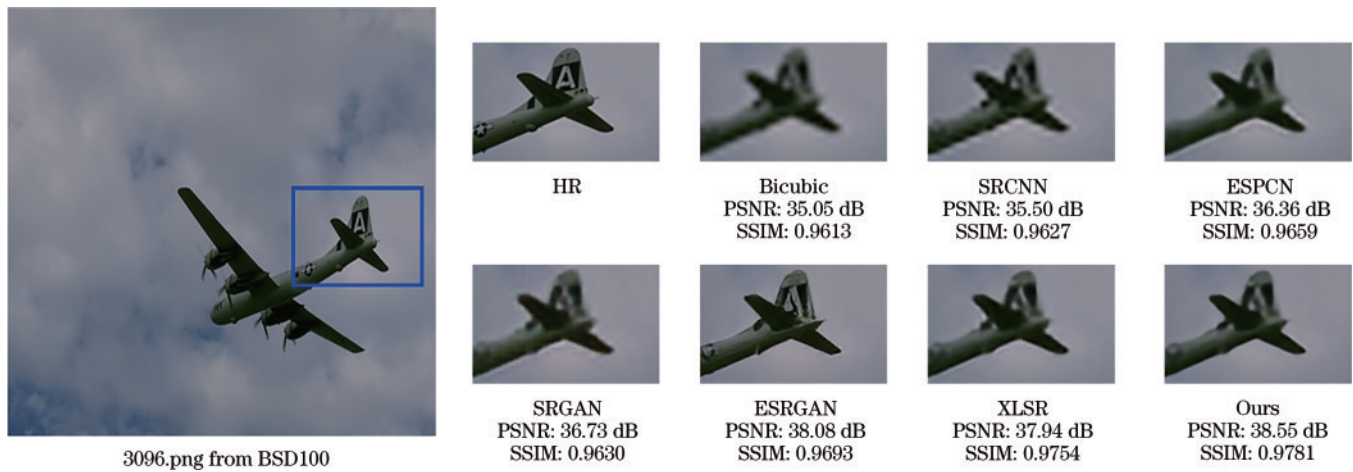 A
HR
Bicubic
PSNR: 35.05 dB
SSIM: 0.9613
SRCNN
PSNR: 35.50 dB
SSIM: 0.9627
ESPCN
PSNR: 36.36 dB
SSIM: 0.9659
SRGAN
PSNR: 36.73 dB
SSIM: 0.9630
ESRGAN
PSNR: 38.08 dB
SSIM: 0.9693
XLSR
PSNR: 37.94 dB
SSIM: 0.9754
Ours
PSNR: 38.55 dB
SSIM: 0.9781
3096.png from BSD100